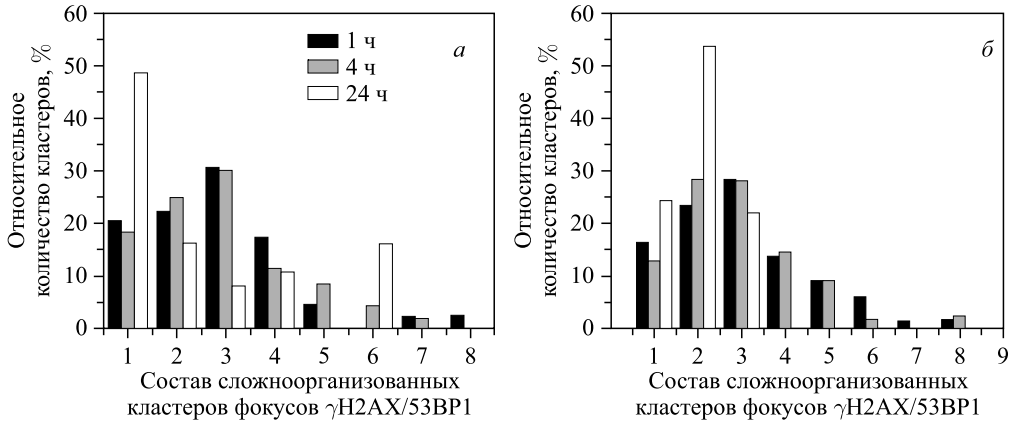 60
50
40
30
20
10
0
Относительное
количество кластеров, %
1 ч
4 ч
24 ч
а
1 2 3 4 5 6 7 8
Состав сложноорганизованных
кластеров фокусов γH2AX/53BP1
60
50
40
30
20
10
0
Относительное
количество кластеров, %
б
1 2 3 4 5 6 7 8 9
Состав сложноорганизованных
кластеров фокусов γH2AX/53BP1